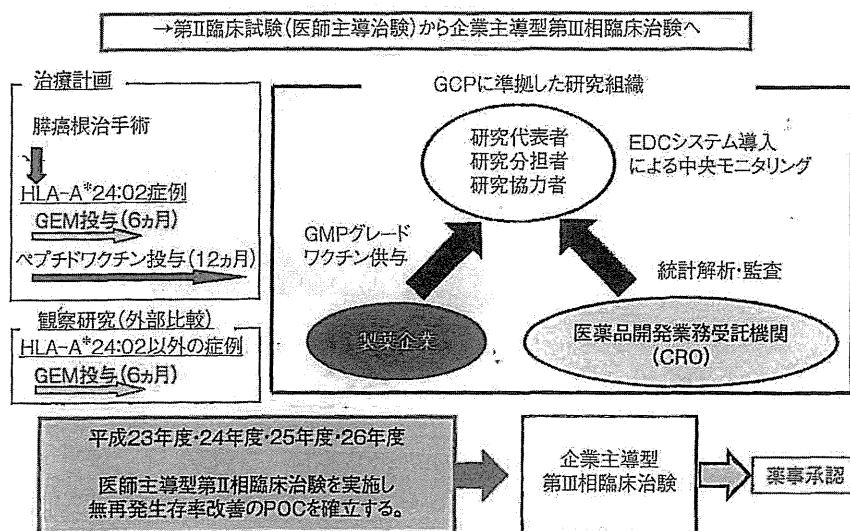 →第Ⅱ臨床試験(医師主導治験)から企業主導型第Ⅲ相臨床治験へ
治療計画
膵癌根治手術
HLA-A*24:02症例
GEM投与(6ヵ月)
ペプチドワクチン投与(12ヵ月)
観察研究(外部比較)
HLA-A*24:02以外の症例
GEM投与(6ヵ月)
GCPに準拠した研究組織
研究代表者
研究分担者
研究協力者
EDCシステム導入
による中央モニタリング
GMPグレード
ワクチン供与
統計解析・監査
製薬企業
医薬品開発業務受託機関
(CRO)
平成23年度・24年度・25年度・26年度
医師主導型第Ⅱ相臨床治験を実施し
無再発生存率改善のPOCを確立する。
企業主導型
第Ⅲ相臨床治験
薬事承認